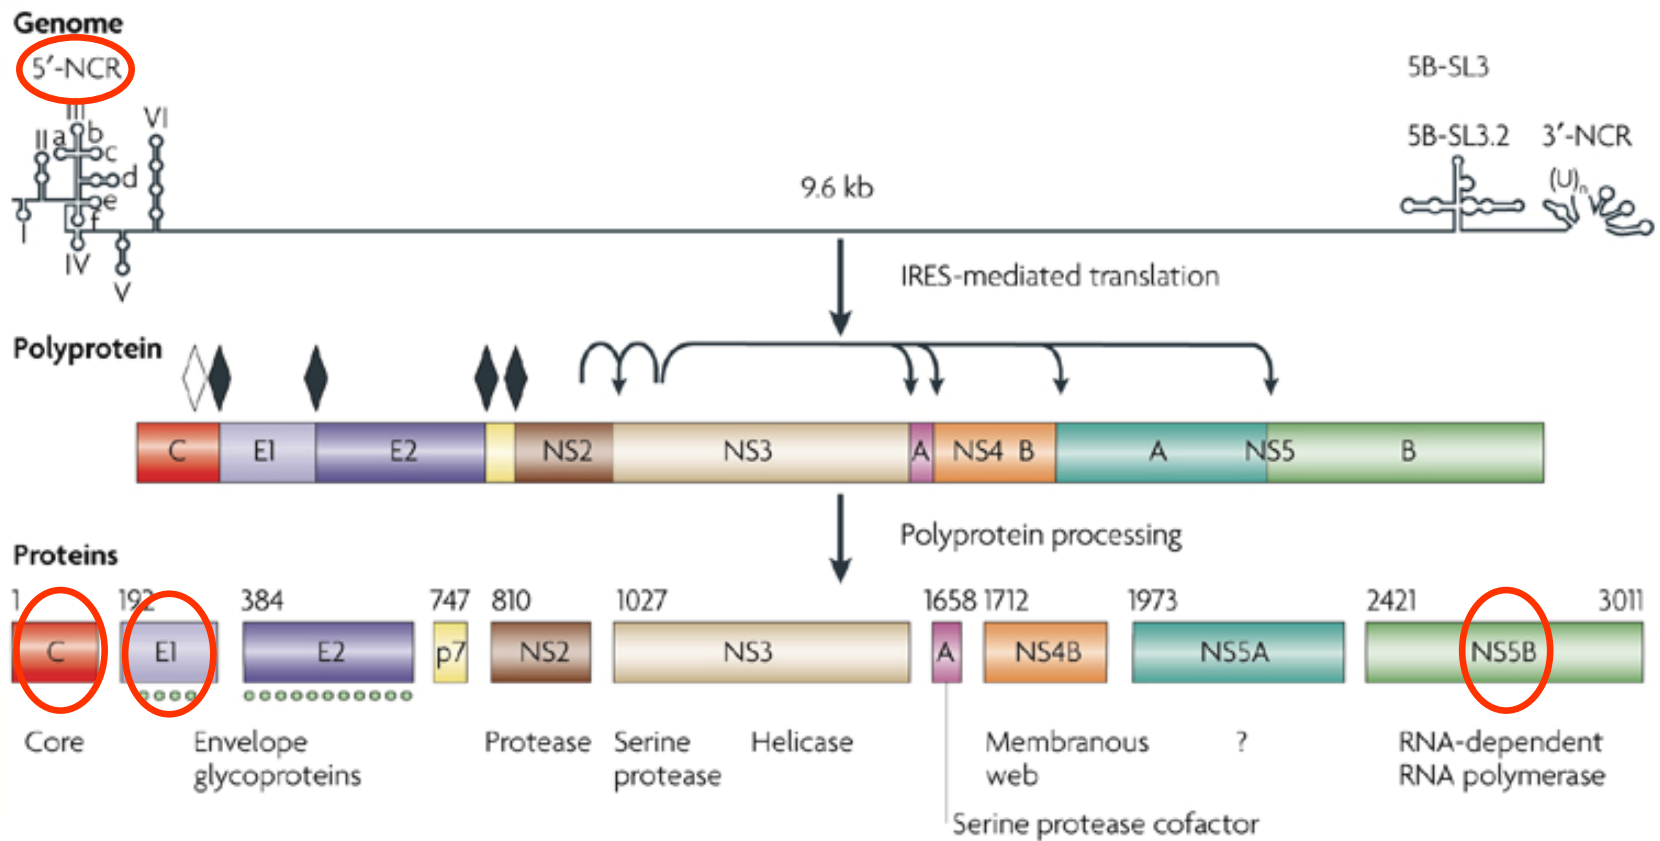 Genome
5′-NCR
5B-SL3
III
VI
II a b
c
5B-SL3.2 3′-NCR
d
9.6 kb
(U)n
e
f
I
IV
V
IRES-mediated translation
Polyprotein
C E1 E2 NS2 NS3 A NS4 B A NS5 B
Polyprotein processing
Proteins
1 192 384 747 810 1027 1658 1712 1973 2421 3011
C E1 E2 p7 NS2 NS3 A NS4B NS5A NS5B
Core Envelope Protease Serine Helicase Membranous ? RNA-dependent
glycoproteins protease web RNA polymerase
Serine protease cofactor